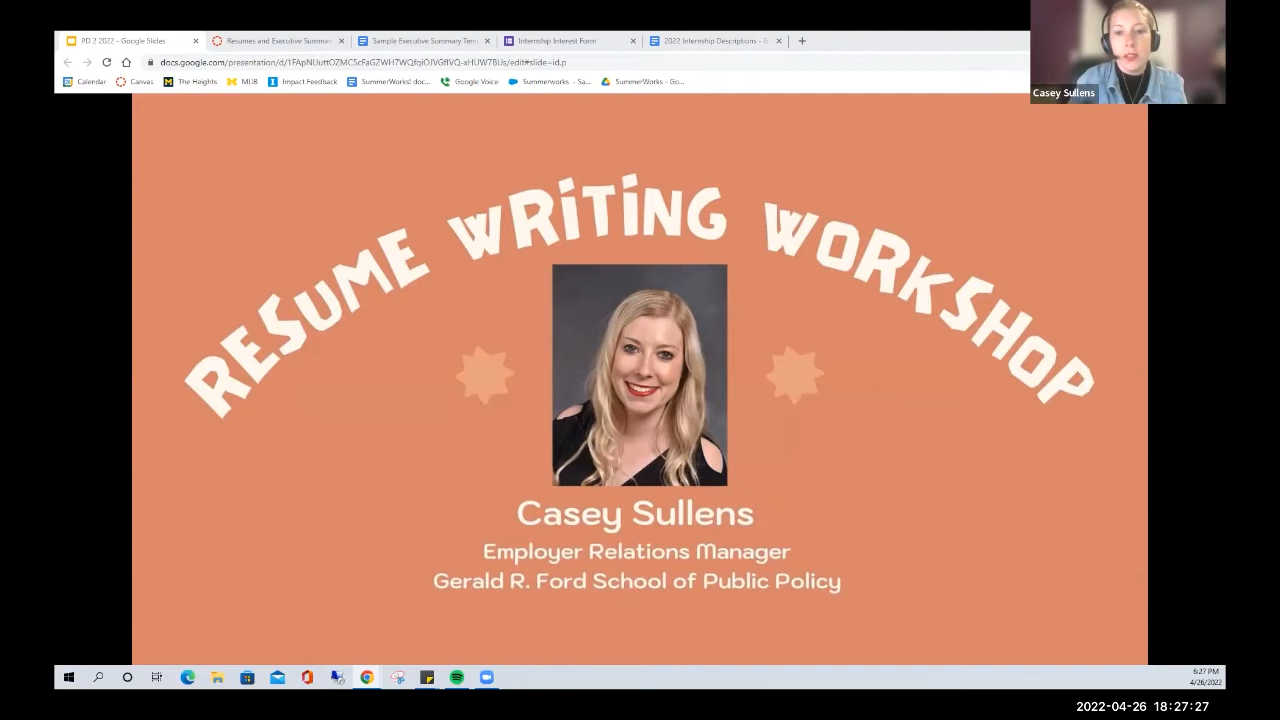 PD 2 2022 - Google Slides
Resumes and Executive Summar
Sample Executive Summary Tem
Internship Interest Form
2022 Internship Descriptions - G
Calendar
Canvas
The Heights
MLIB
Impact Feedback
SummerWorks! doc...
Google Voice
Summerworks - Sa...
SummerWorks - Go...
Casey Sullens
RESUME WRITING WORKSHOP
Casey Sullens
Employer Relations Manager
Gerald R. Ford School of Public Policy
6:27 PM
4/26/2022
2022-04-26 18:27:27